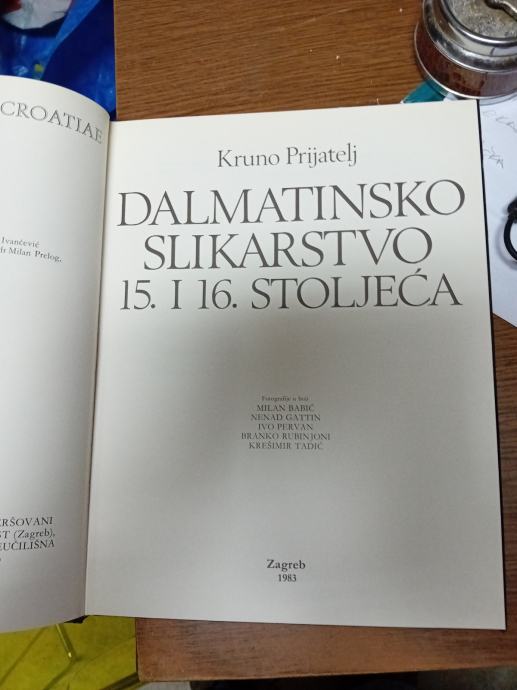 CROATIAE
Ivančević
Milan Prelog,
ERŠOVANI
ST (Zagreb),
EUČILIŠNA
Kruno Prijatelj
DALMATINSKO
SLIKARSTVO
15. I 16. STOLJEĆA
Fotografije u boji
MILAN BABIĆ
NENAD GATTIN
IVO PERVAN
BRANKO RUBINJONI
KREŠIMIR TADIĆ
Zagreb
1983